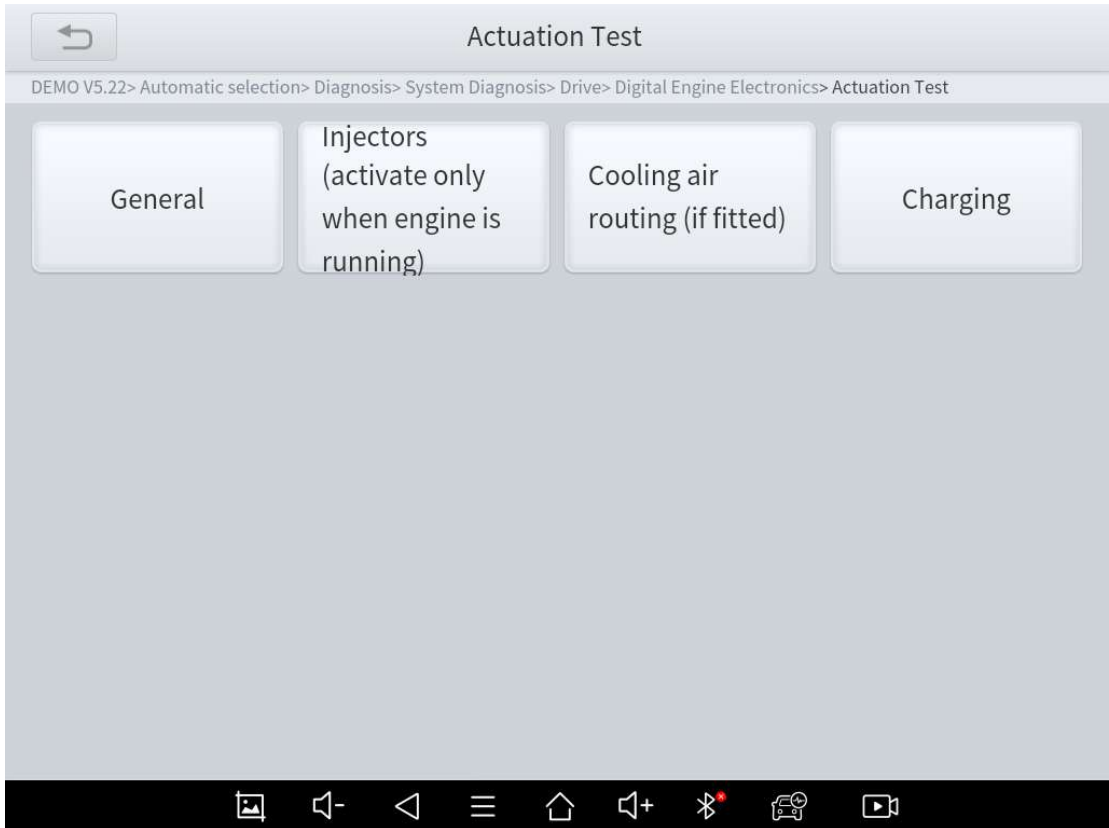 Actuation Test
DEMO V5.22> Automatic selection> Diagnosis> System Diagnosis> Drive> Digital Engine Electronics> Actuation Test
General
Injectors
(activate only
when engine is
running)
Cooling air
routing (if fitted)
Charging